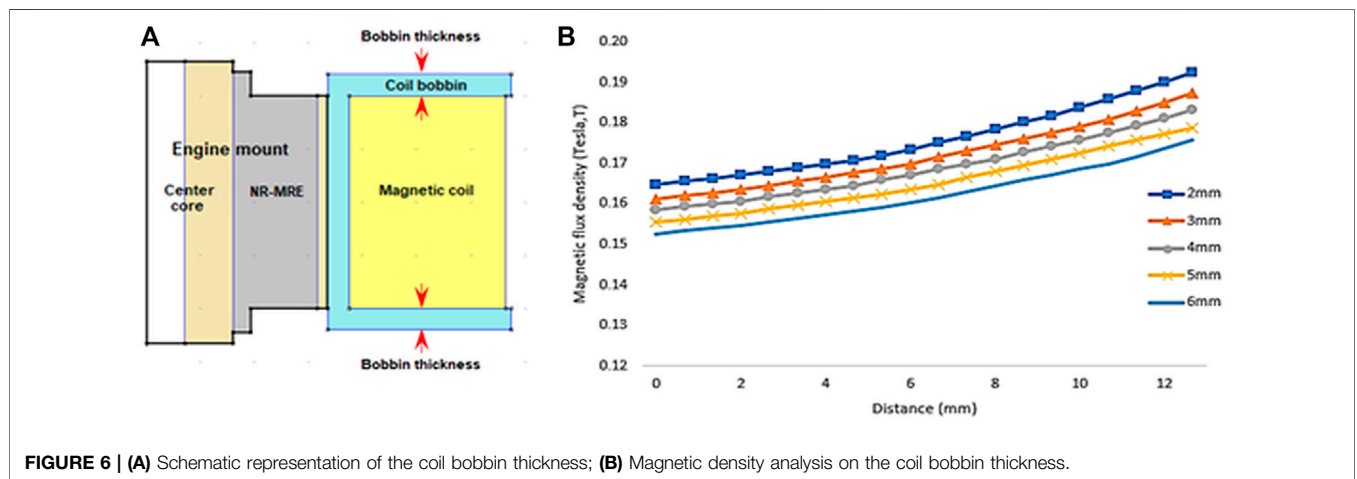 A
Bobbin thickness
Coil bobbin
Engine mount
Center
core
NR-MRE
Magnetic coil
Bobbin thickness
B
Magnetic flux density (Tesla,T)
0.20
0.19
0.18
0.17
0.16
0.15
0.14
0.13
0.12
0 2 4 6 8 10 12
Distance (mm)
2mm
3mm
4mm
5mm
6mm
FIGURE 6 | (A) Schematic representation of the coil bobbin thickness; (B) Magnetic density analysis on the coil bobbin thickness.